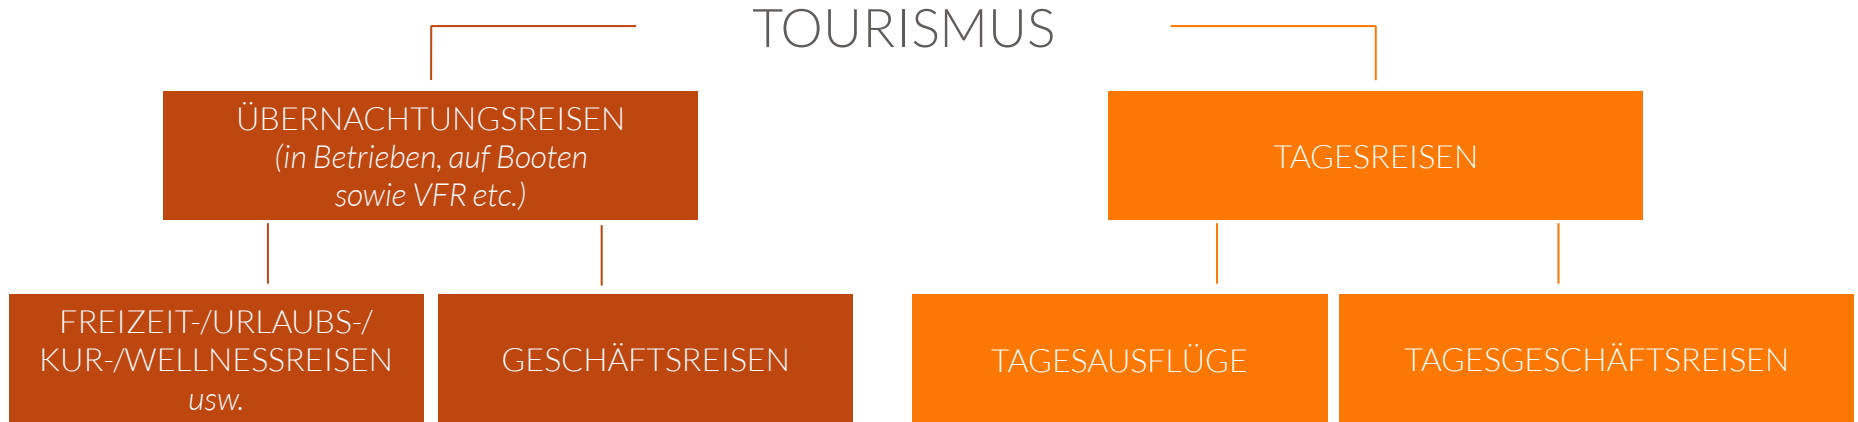 TOURISMUS
ÜBERNACHTUNGSREISEN
(in Betrieben, auf Booten
sowie VFR etc.)
TAGESREISEN
FREIZEIT-/URLAUBS-/
KUR-/WELLNESSREISEN
usw.
GESCHÄFTSREISEN
TAGESAUSFLÜGE
TAGESGESCHÄFTSREISEN